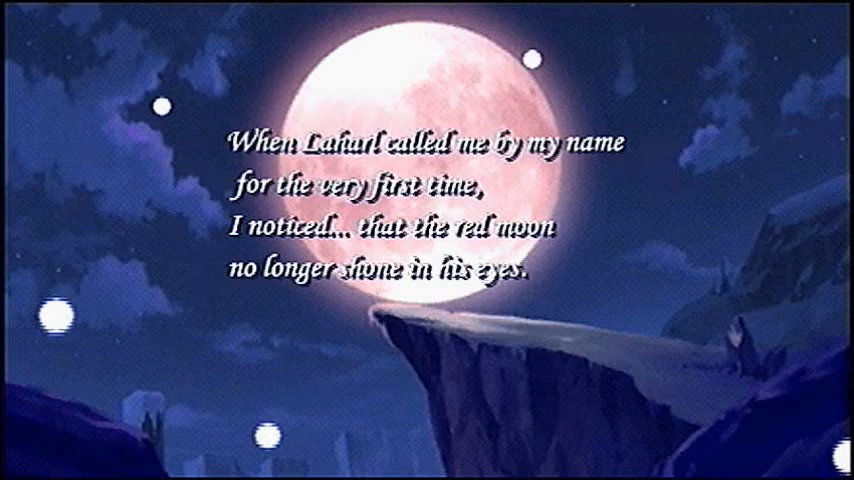 When Laharl called me by my name
for the very first time,
I noticed... that the red moon
no longer shone in his eyes.